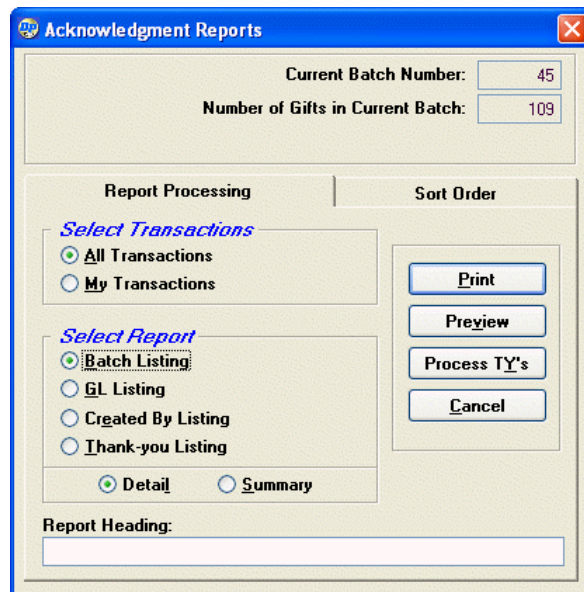 Acknowledgment Reports
Current Batch Number: 45
Number of Gifts in Current Batch: 109
Report Processing Sort Order
Select Transactions
All Transactions
My Transactions
Print
Preview
Process TY's
Cancel
Select Report
Batch Listing
GL Listing
Created By Listing
Thank-you Listing
Detail Summary
Report Heading: